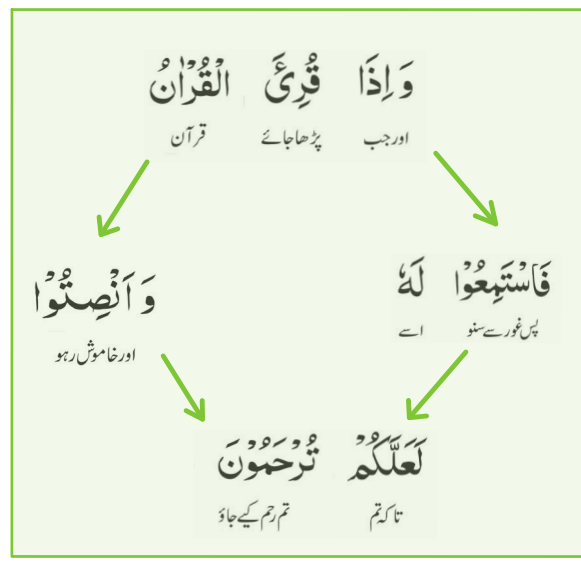 وَ اِذَا قُرِئَ الْقُرْاٰنُ
اور جب پڑھا جائے قرآن
فَاسْتَمِعُوْا لَهٗ
پس غور سے سنو اسے
وَ اَنْصِتُوْا
اور خاموش رہو
لَعَلَّكُمْ تُرْحَمُوْنَ
تا کہ تم تم رحم کیے جاؤ